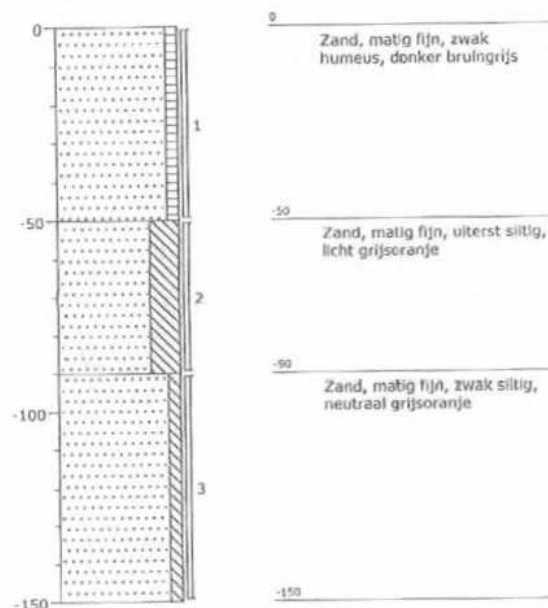 0
0
Zand, matig fijn, zwak
humeus, donker bruingrijs
1
-50
-50
Zand, matig fijn, uiterst siltig,
licht grijsoranje
2
-90
Zand, matig fijn, zwak siltig,
neutraal grijsoranje
-100
3
-150
-150